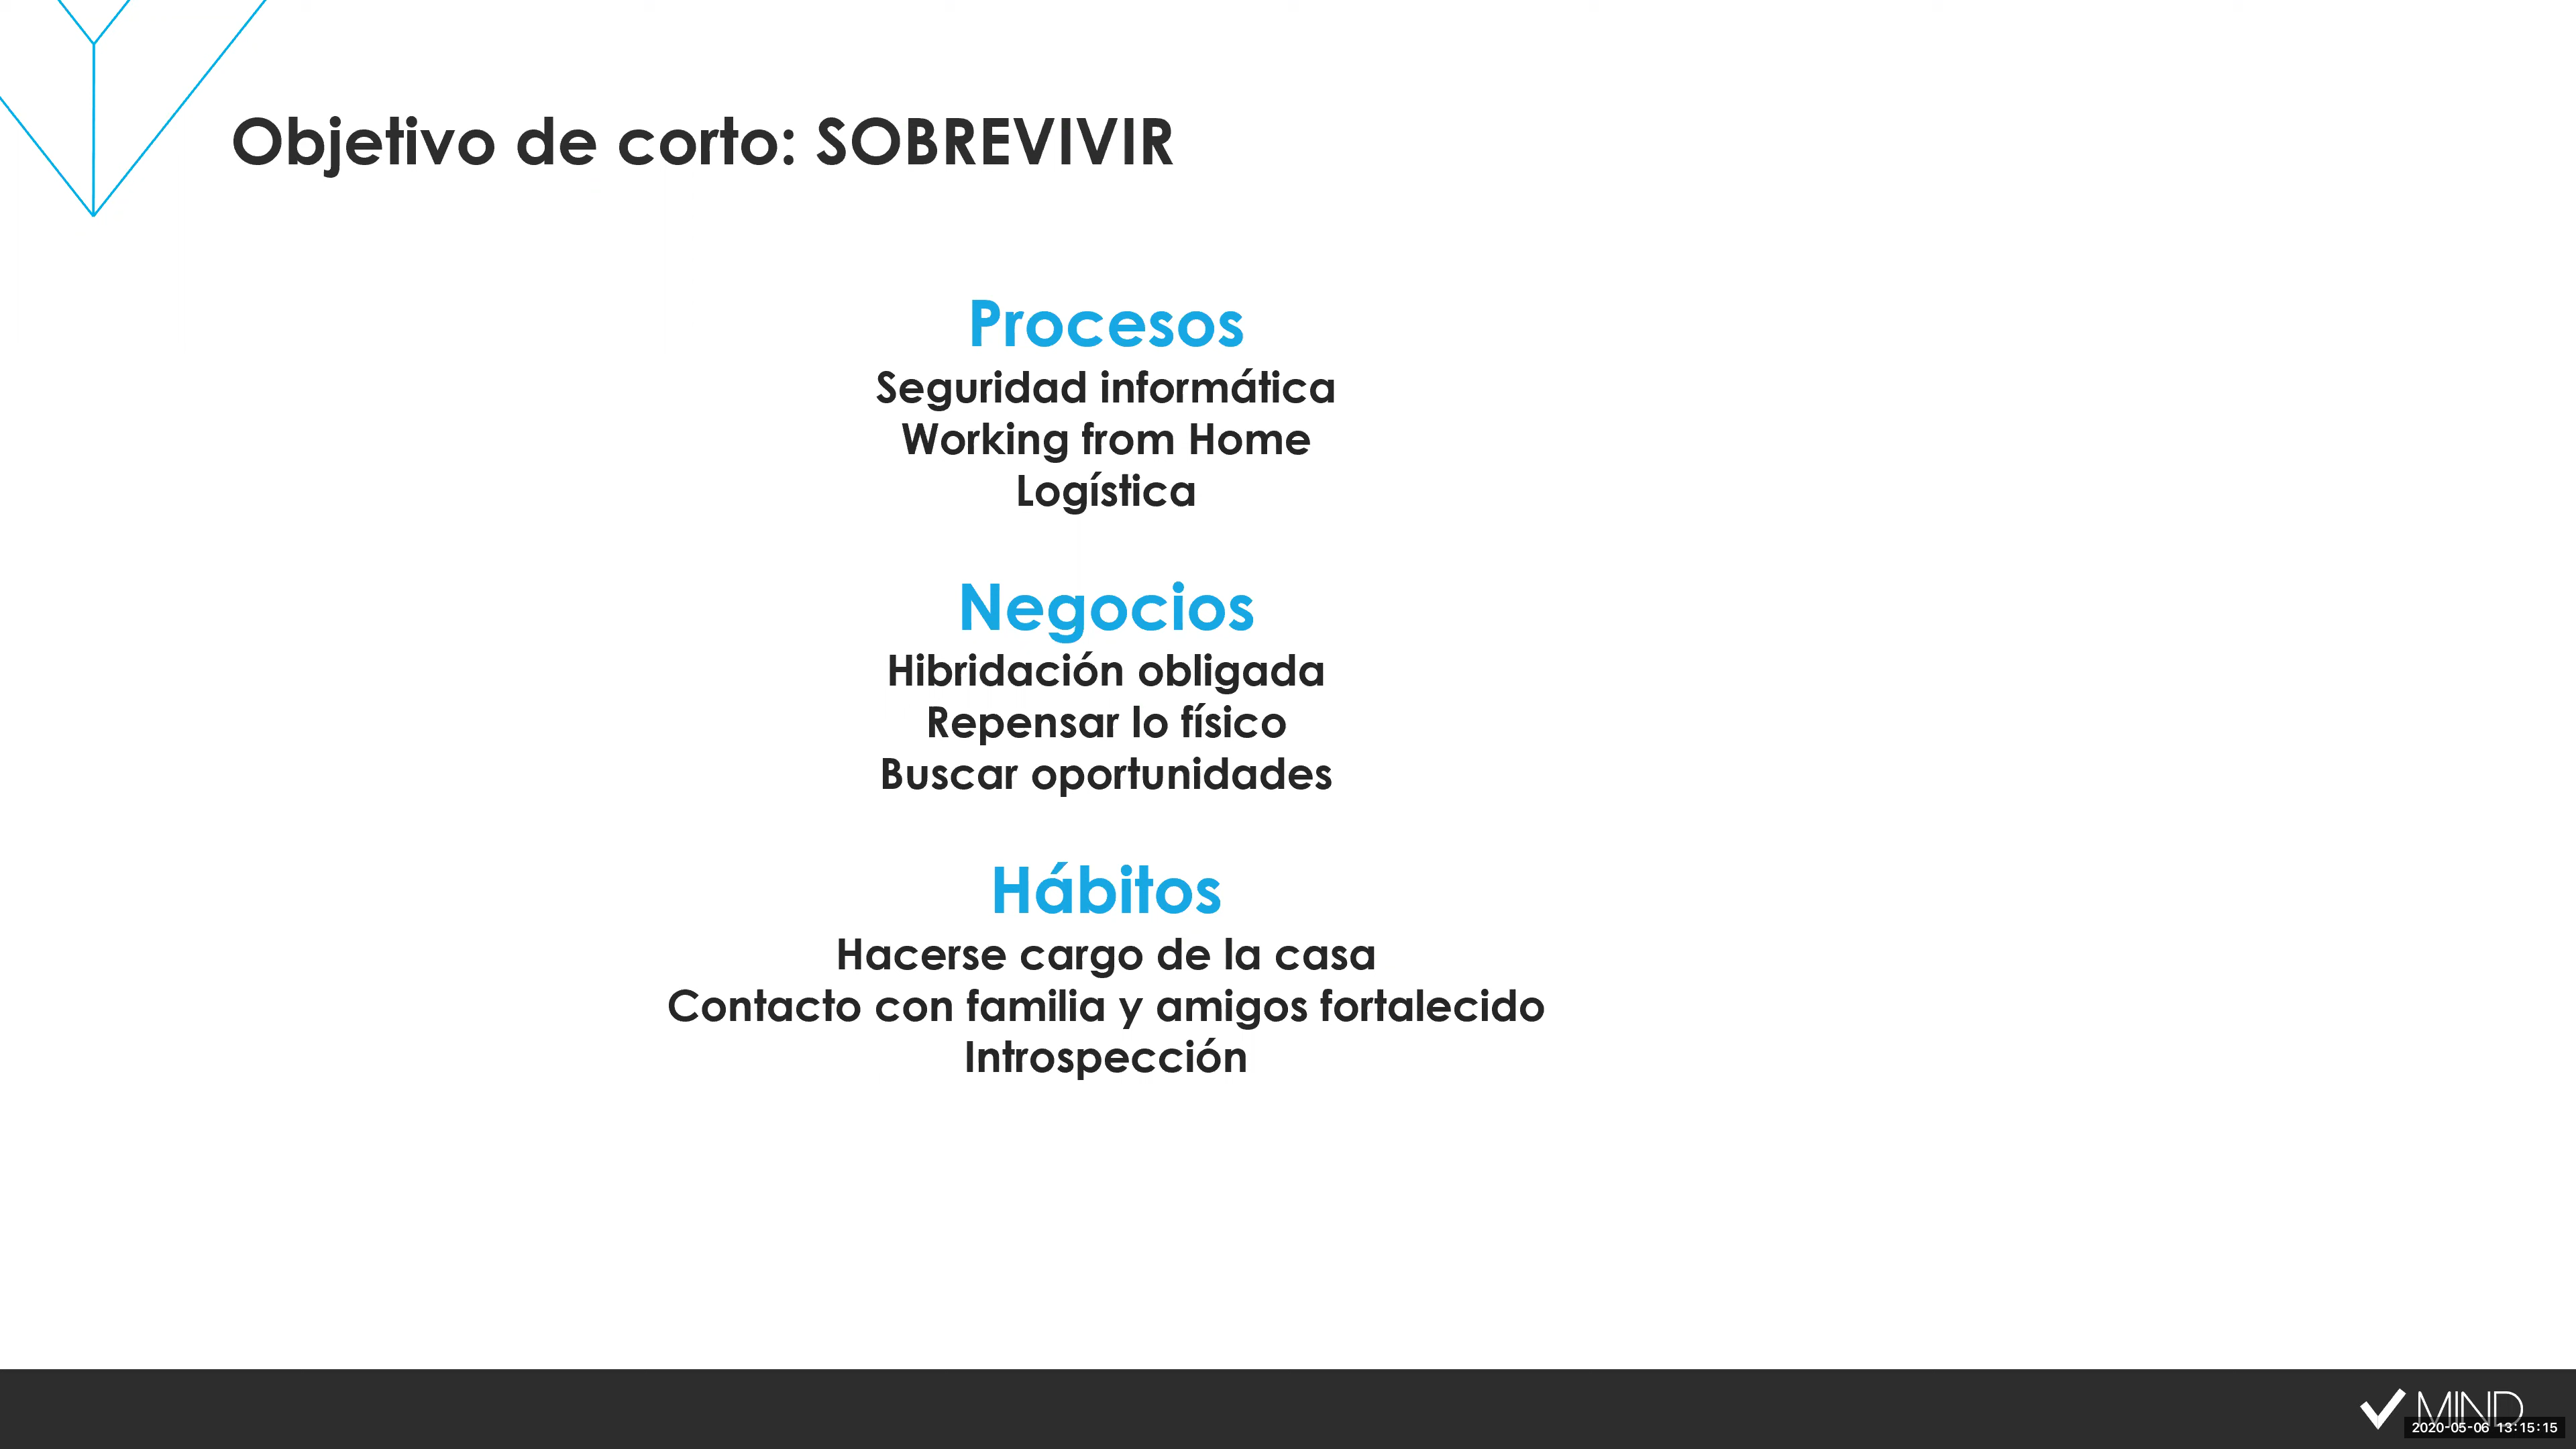 Objetivo de corto: SOBREVIVIR
Procesos
Seguridad informática
Working from Home
Logística
Negocios
Hibridación obligada
Repensar lo físico
Buscar oportunidades
Hábitos
Hacerse cargo de la casa
Contacto con familia y amigos fortalecido
Introspección
MIND
2020-05-06 13:15:15